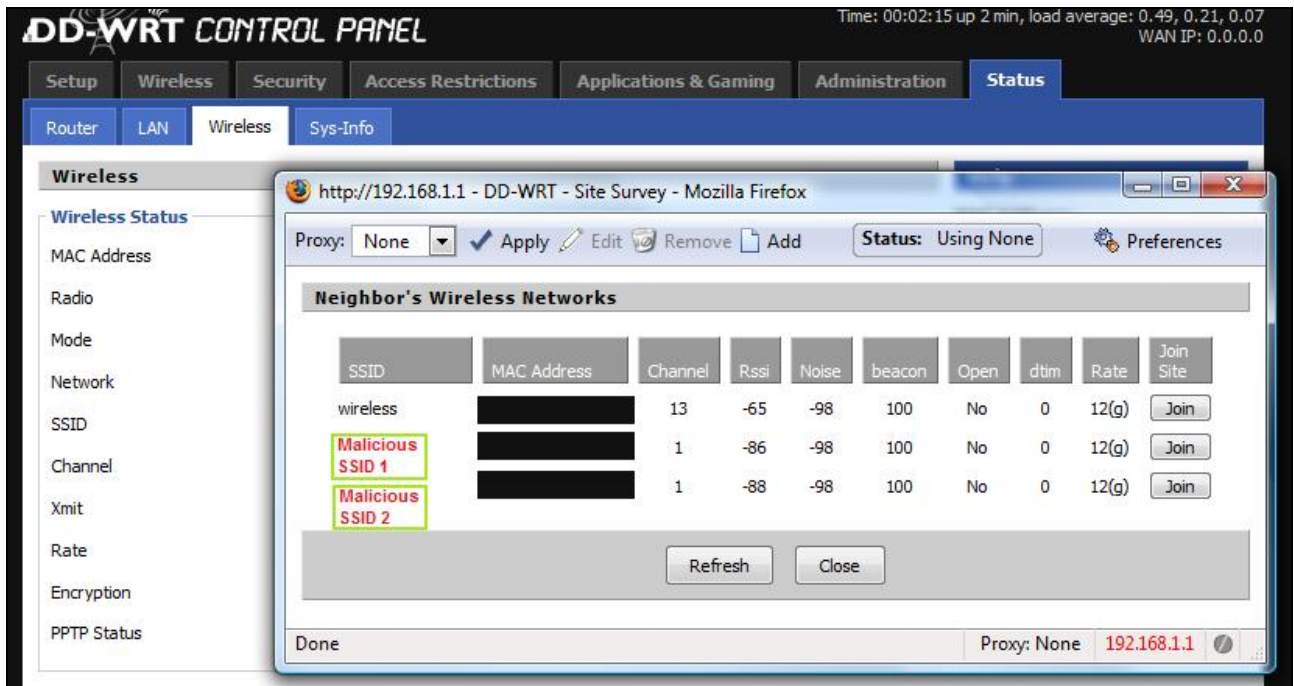 DD-WRT CONTROL PANEL
Time: 00:02:15 up 2 min, load average: 0.49, 0.21, 0.07
WAN IP: 0.0.0.0
Setup Wireless Security Access Restrictions Applications & Gaming Administration Status
Router LAN Wireless Sys-Info
Wireless
http://192.168.1.1 - DD-WRT - Site Survey - Mozilla Firefox
Wireless Status
Proxy: None Apply Edit Remove Add Status: Using None Preferences
MAC Address
Radio
Mode
Network
SSID
Channel
Xmit
Rate
Encryption
PPTP Status
Neighbor's Wireless Networks
SSID MAC Address Channel Rssi Noise beacon Open dtim Rate Join Site
wireless 13 -65 -98 100 No 0 12(g) Join
Malicious SSID 1 1 -86 -98 100 No 0 12(g) Join
Malicious SSID 2 1 -88 -98 100 No 0 12(g) Join
Refresh Close
Done Proxy: None 192.168.1.1